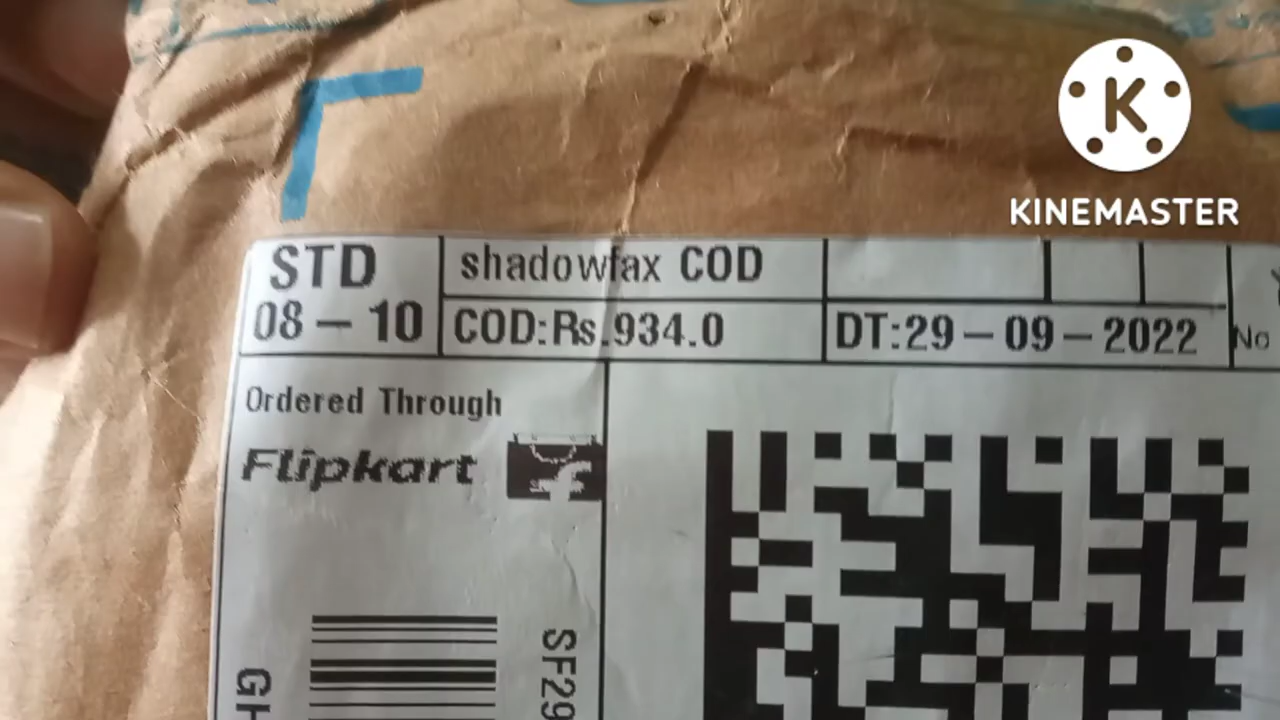 K
KINEMASTER
STD
08 – 10
shadowfax COD
COD:Rs.934.0
DT:29 – 09 – 2022
No
Ordered Through
Flipkart
f
SF29
GH